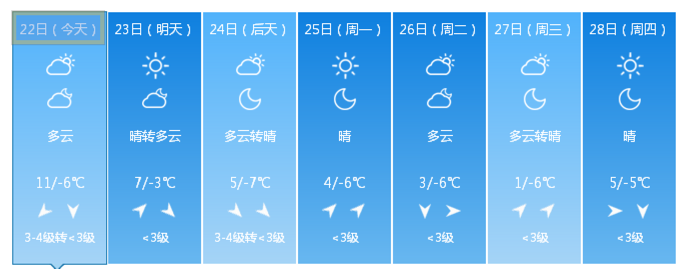 22日（今天）
23日（明天）
24日（后天）
25日（周一）
26日（周二）
27日（周三）
28日（周四）
多云
晴转多云
多云转晴
晴
多云
多云转晴
晴
11/-6℃
7/-3℃
5/-7℃
4/-6℃
3/-6℃
1/-6℃
5/-5℃
3-4级转<3级
<3级
3-4级转<3级
<3级
<3级
<3级
<3级